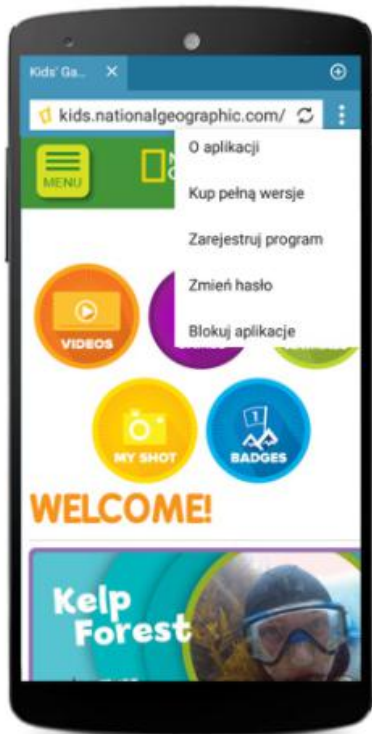 Kids' Ga...
kids.nationalgeographic.com/
MENU
O aplikacji
Kup pełną wersje
Zarejestruj program
Zmień hasło
Blokuj aplikacje
VIDEOS
MY SHOT
1
BADGES
WELCOME!
Kelp
Forest